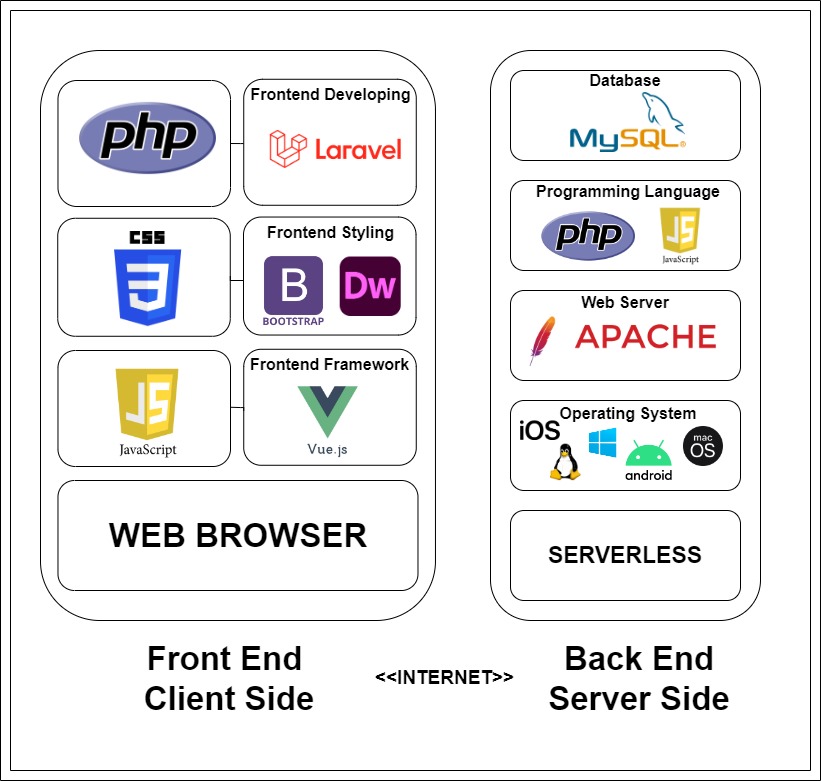 php
Frontend Developing
Laravel
CSS
3
Frontend Styling
B
BOOTSTRAP
Dw
JS
JavaScript
Frontend Framework
Vue.js
WEB BROWSER
Database
MySQL®
Programming Language
php
JS
JavaScript
Web Server
APACHE
Operating System
iOS
android
mac
OS
SERVERLESS
Front End
Client Side
<<INTERNET>>
Back End
Server Side